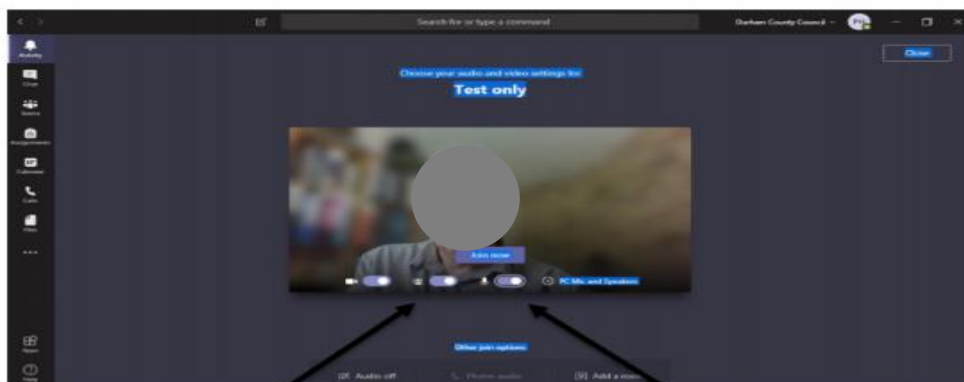 Search for or type a command
Durham County Council
PH
Activity
Chat
Teams
Assignments
Calendar
Calls
Files
Close
Choose your audio and video settings for
Test only
Join now
PC Mic and Speakers
Other join options
Audio off
Phone audio
Add a room
Apps
Help